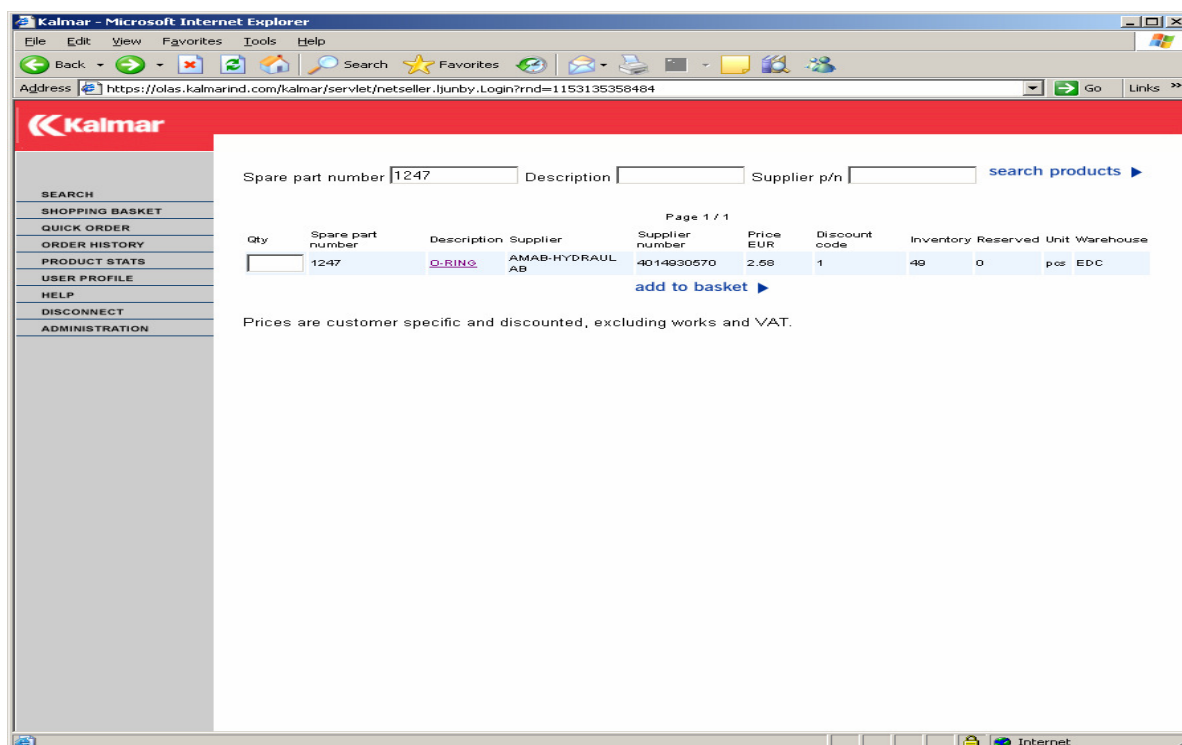 Kalmar - Microsoft Internet Explorer
File Edit View Favorites Tools Help
Back Search Favorites
Address https://olas.kalmarind.com/kalmar/servlet/netseller.ljunby.Login?rnd=1153135358484 Go Links »
Kalmar
Spare part number 1247 Description Supplier p/n search products
SEARCH
SHOPPING BASKET
QUICK ORDER
ORDER HISTORY
PRODUCT STATS
USER PROFILE
HELP
DISCONNECT
ADMINISTRATION
Page 1 / 1
Qty Spare part number Description Supplier Supplier number Price EUR Discount code Inventory Reserved Unit Warehouse
1247 O-RING AMAB-HYDRAUL AB 4014930570 2.58 1 49 0 pcs EDC
add to basket
Prices are customer specific and discounted, excluding works and VAT.
Internet